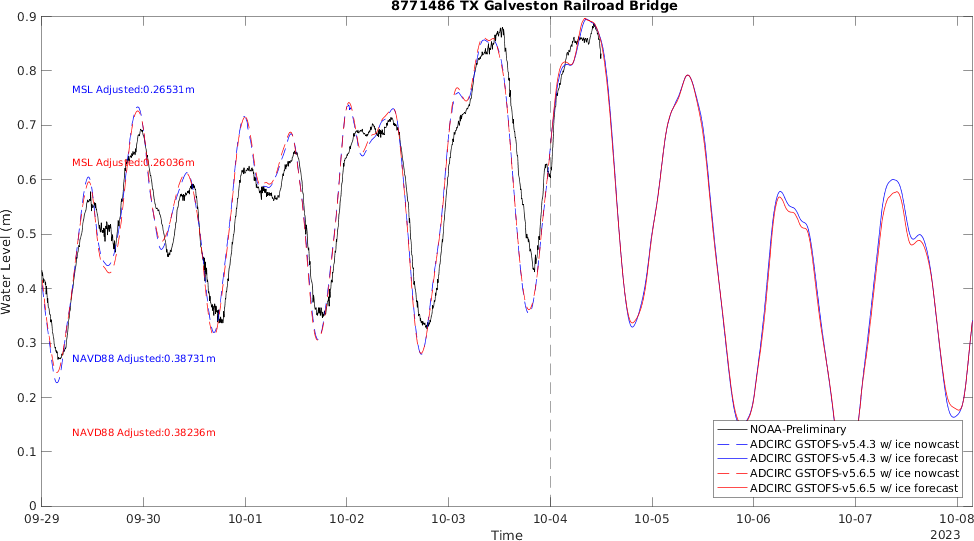 8771486 TX Galveston Railroad Bridge
Water Level (m)
0.9
0.8
0.7
0.6
0.5
0.4
0.3
0.2
0.1
0
MSL Adjusted:0.26531m
MSL Adjusted:0.26036m
NAVD88 Adjusted:0.38731m
NAVD88 Adjusted:0.38236m
NOAA-Preliminary
ADCIRC GSTOFS-v5.4.3 w/ ice nowcast
ADCIRC GSTOFS-v5.4.3 w/ ice forecast
ADCIRC GSTOFS-v5.6.5 w/ ice nowcast
ADCIRC GSTOFS-v5.6.5 w/ ice forecast
09-29 09-30 10-01 10-02 10-03 10-04 10-05 10-06 10-07 10-08
2023
Time